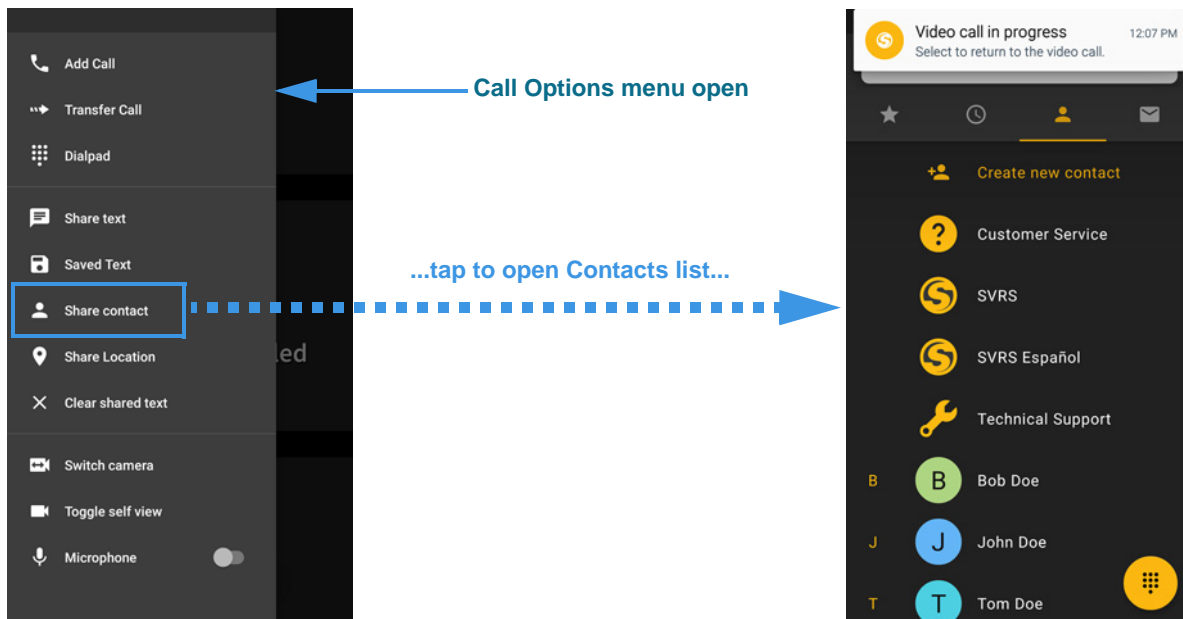 Add Call
Transfer Call
Dialpad
Share text
Saved Text
Share contact
Share Location
Clear shared text
Switch camera
Toggle self view
Microphone
led
Call Options menu open
...tap to open Contacts list...
Video call in progress 12:07 PM
Select to return to the video call.
Create new contact
? Customer Service
S SVRS
S SVRS Español
Technical Support
B B Bob Doe
J J John Doe
T T Tom Doe